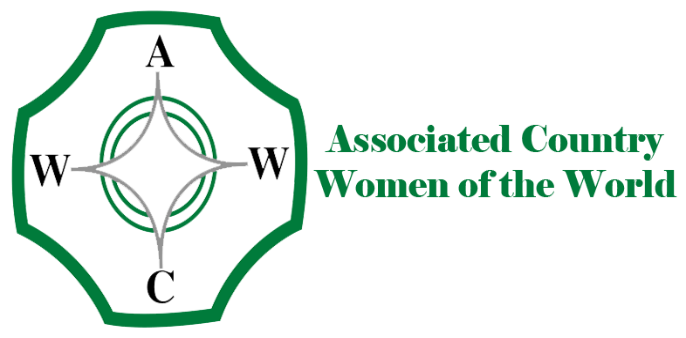 A
W W
C
Associated Country
Women of the World